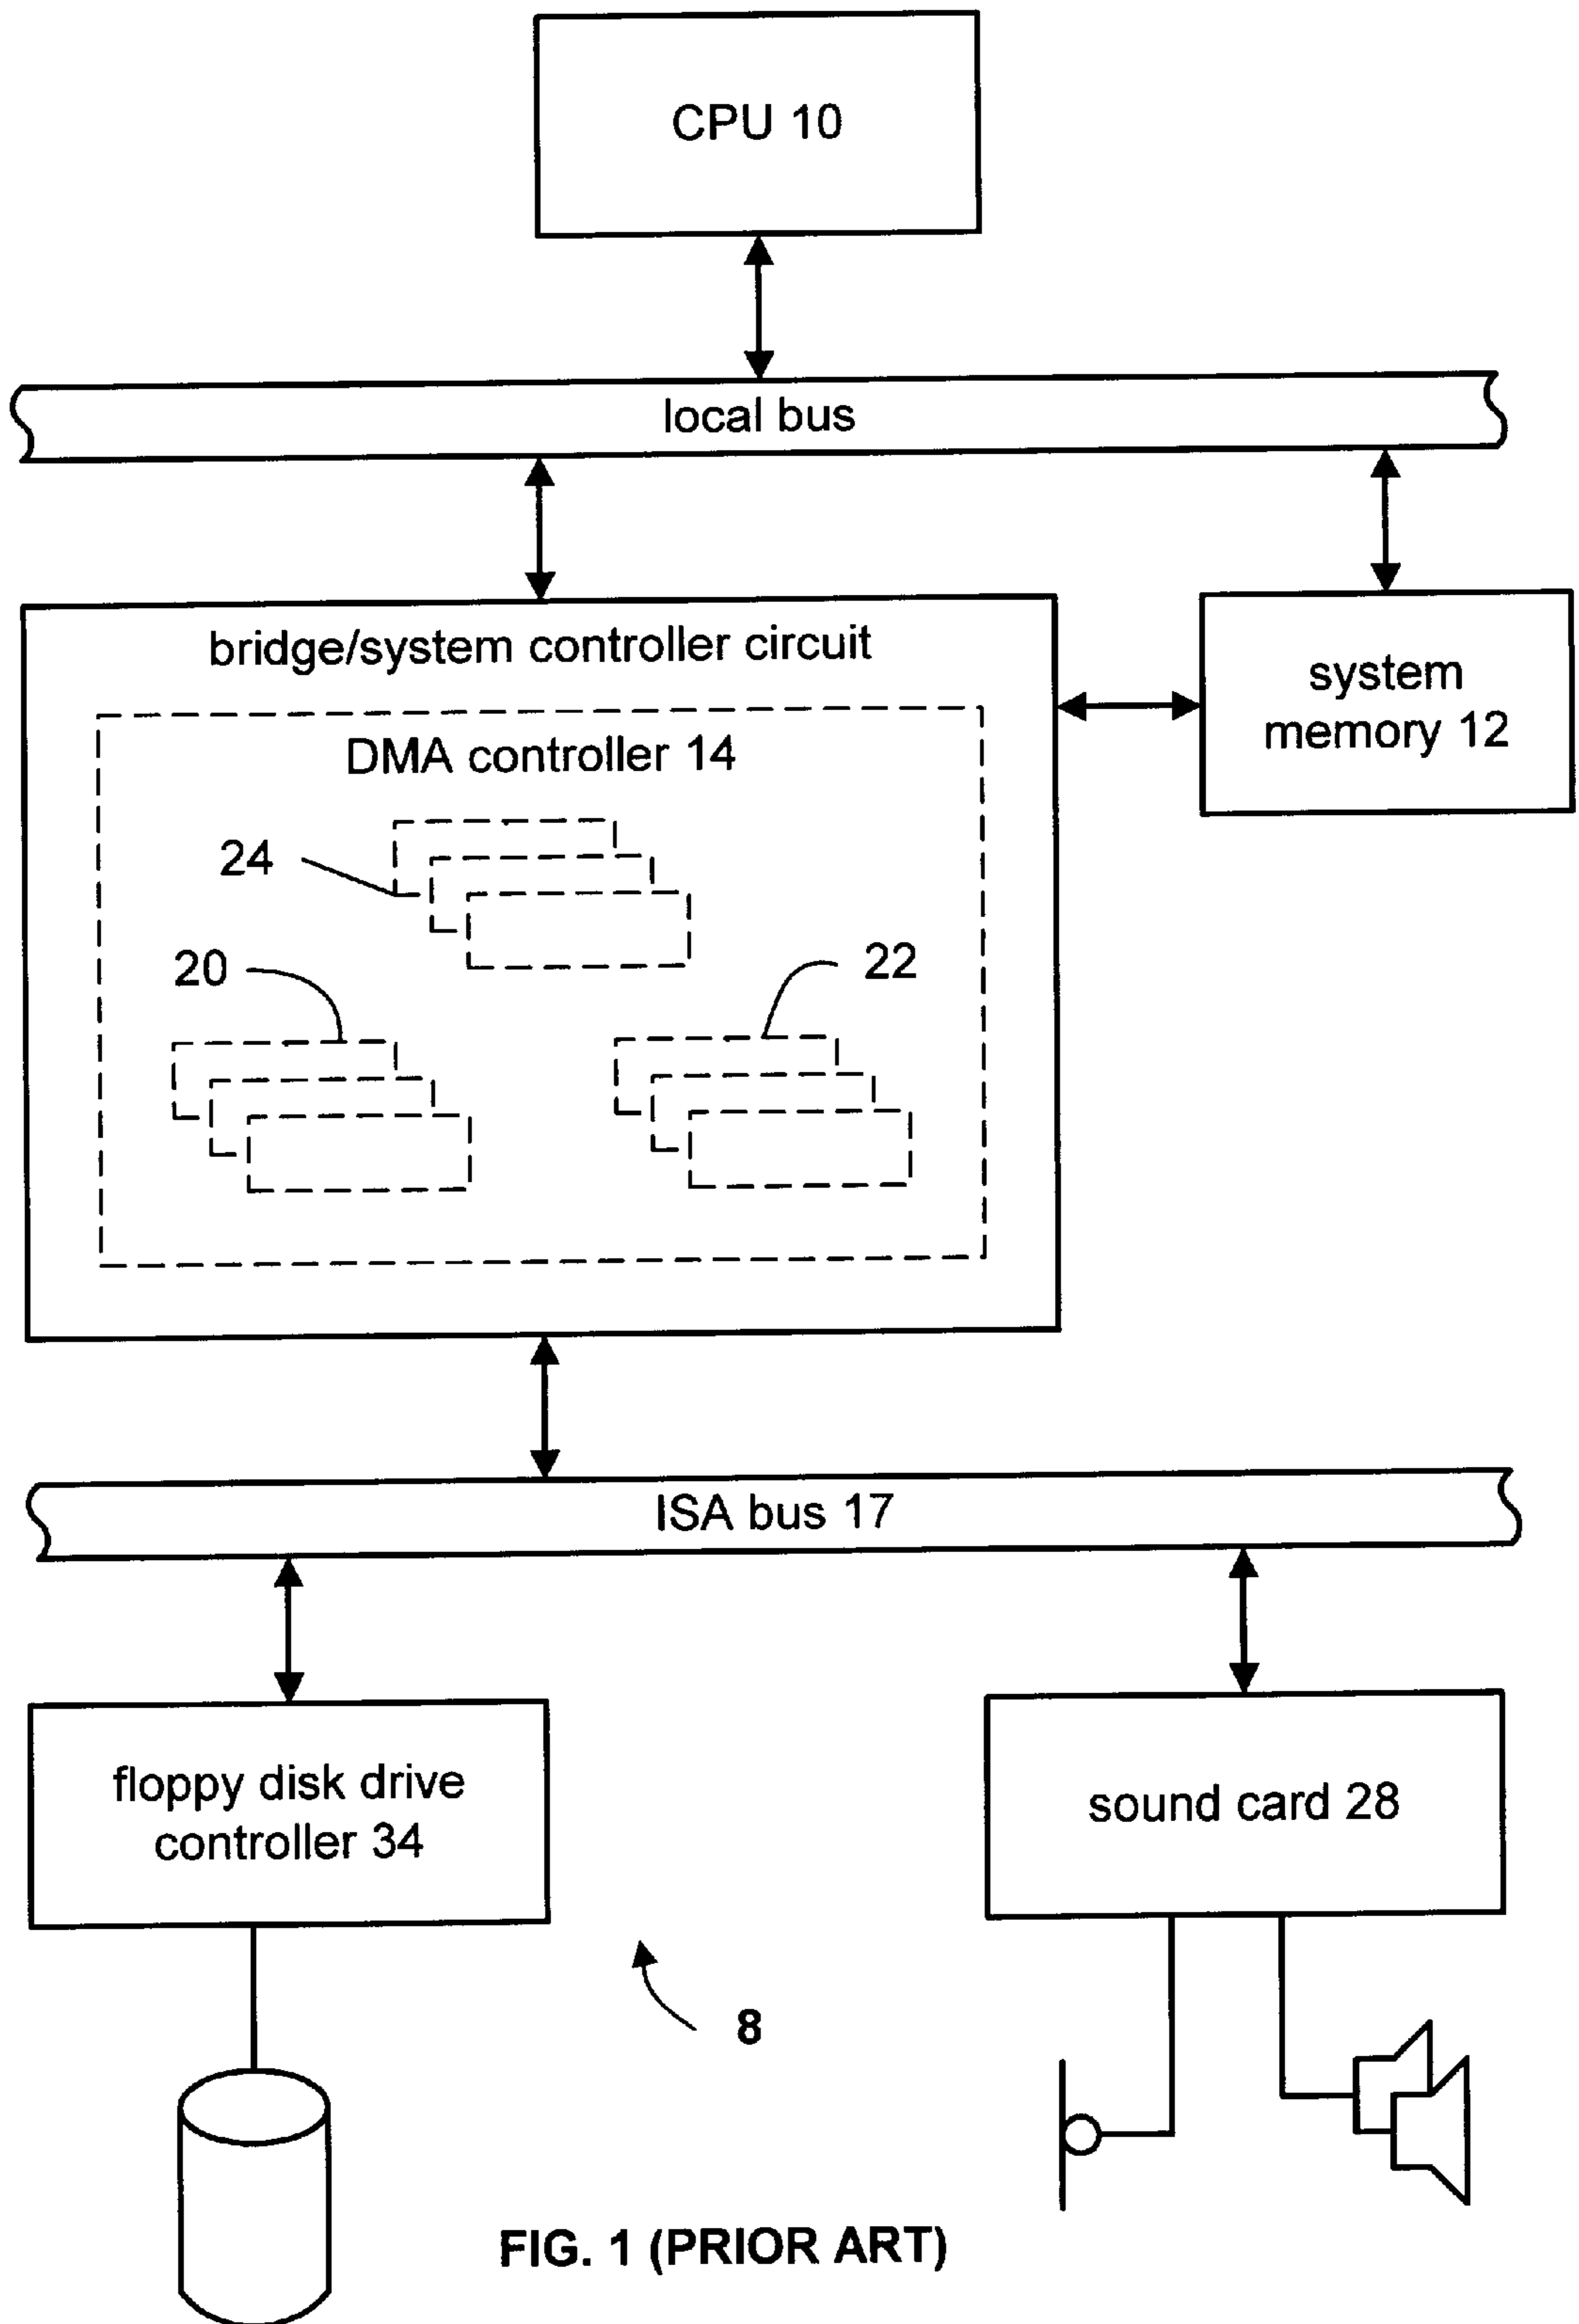 CPU 10
local bus
bridge/system controller circuit
system
memory 12
DMA controller 14
24
20
22
ISA bus 17
floppy disk drive
controller 34
sound card 28
8
FIG. 1 (PRIOR ART)